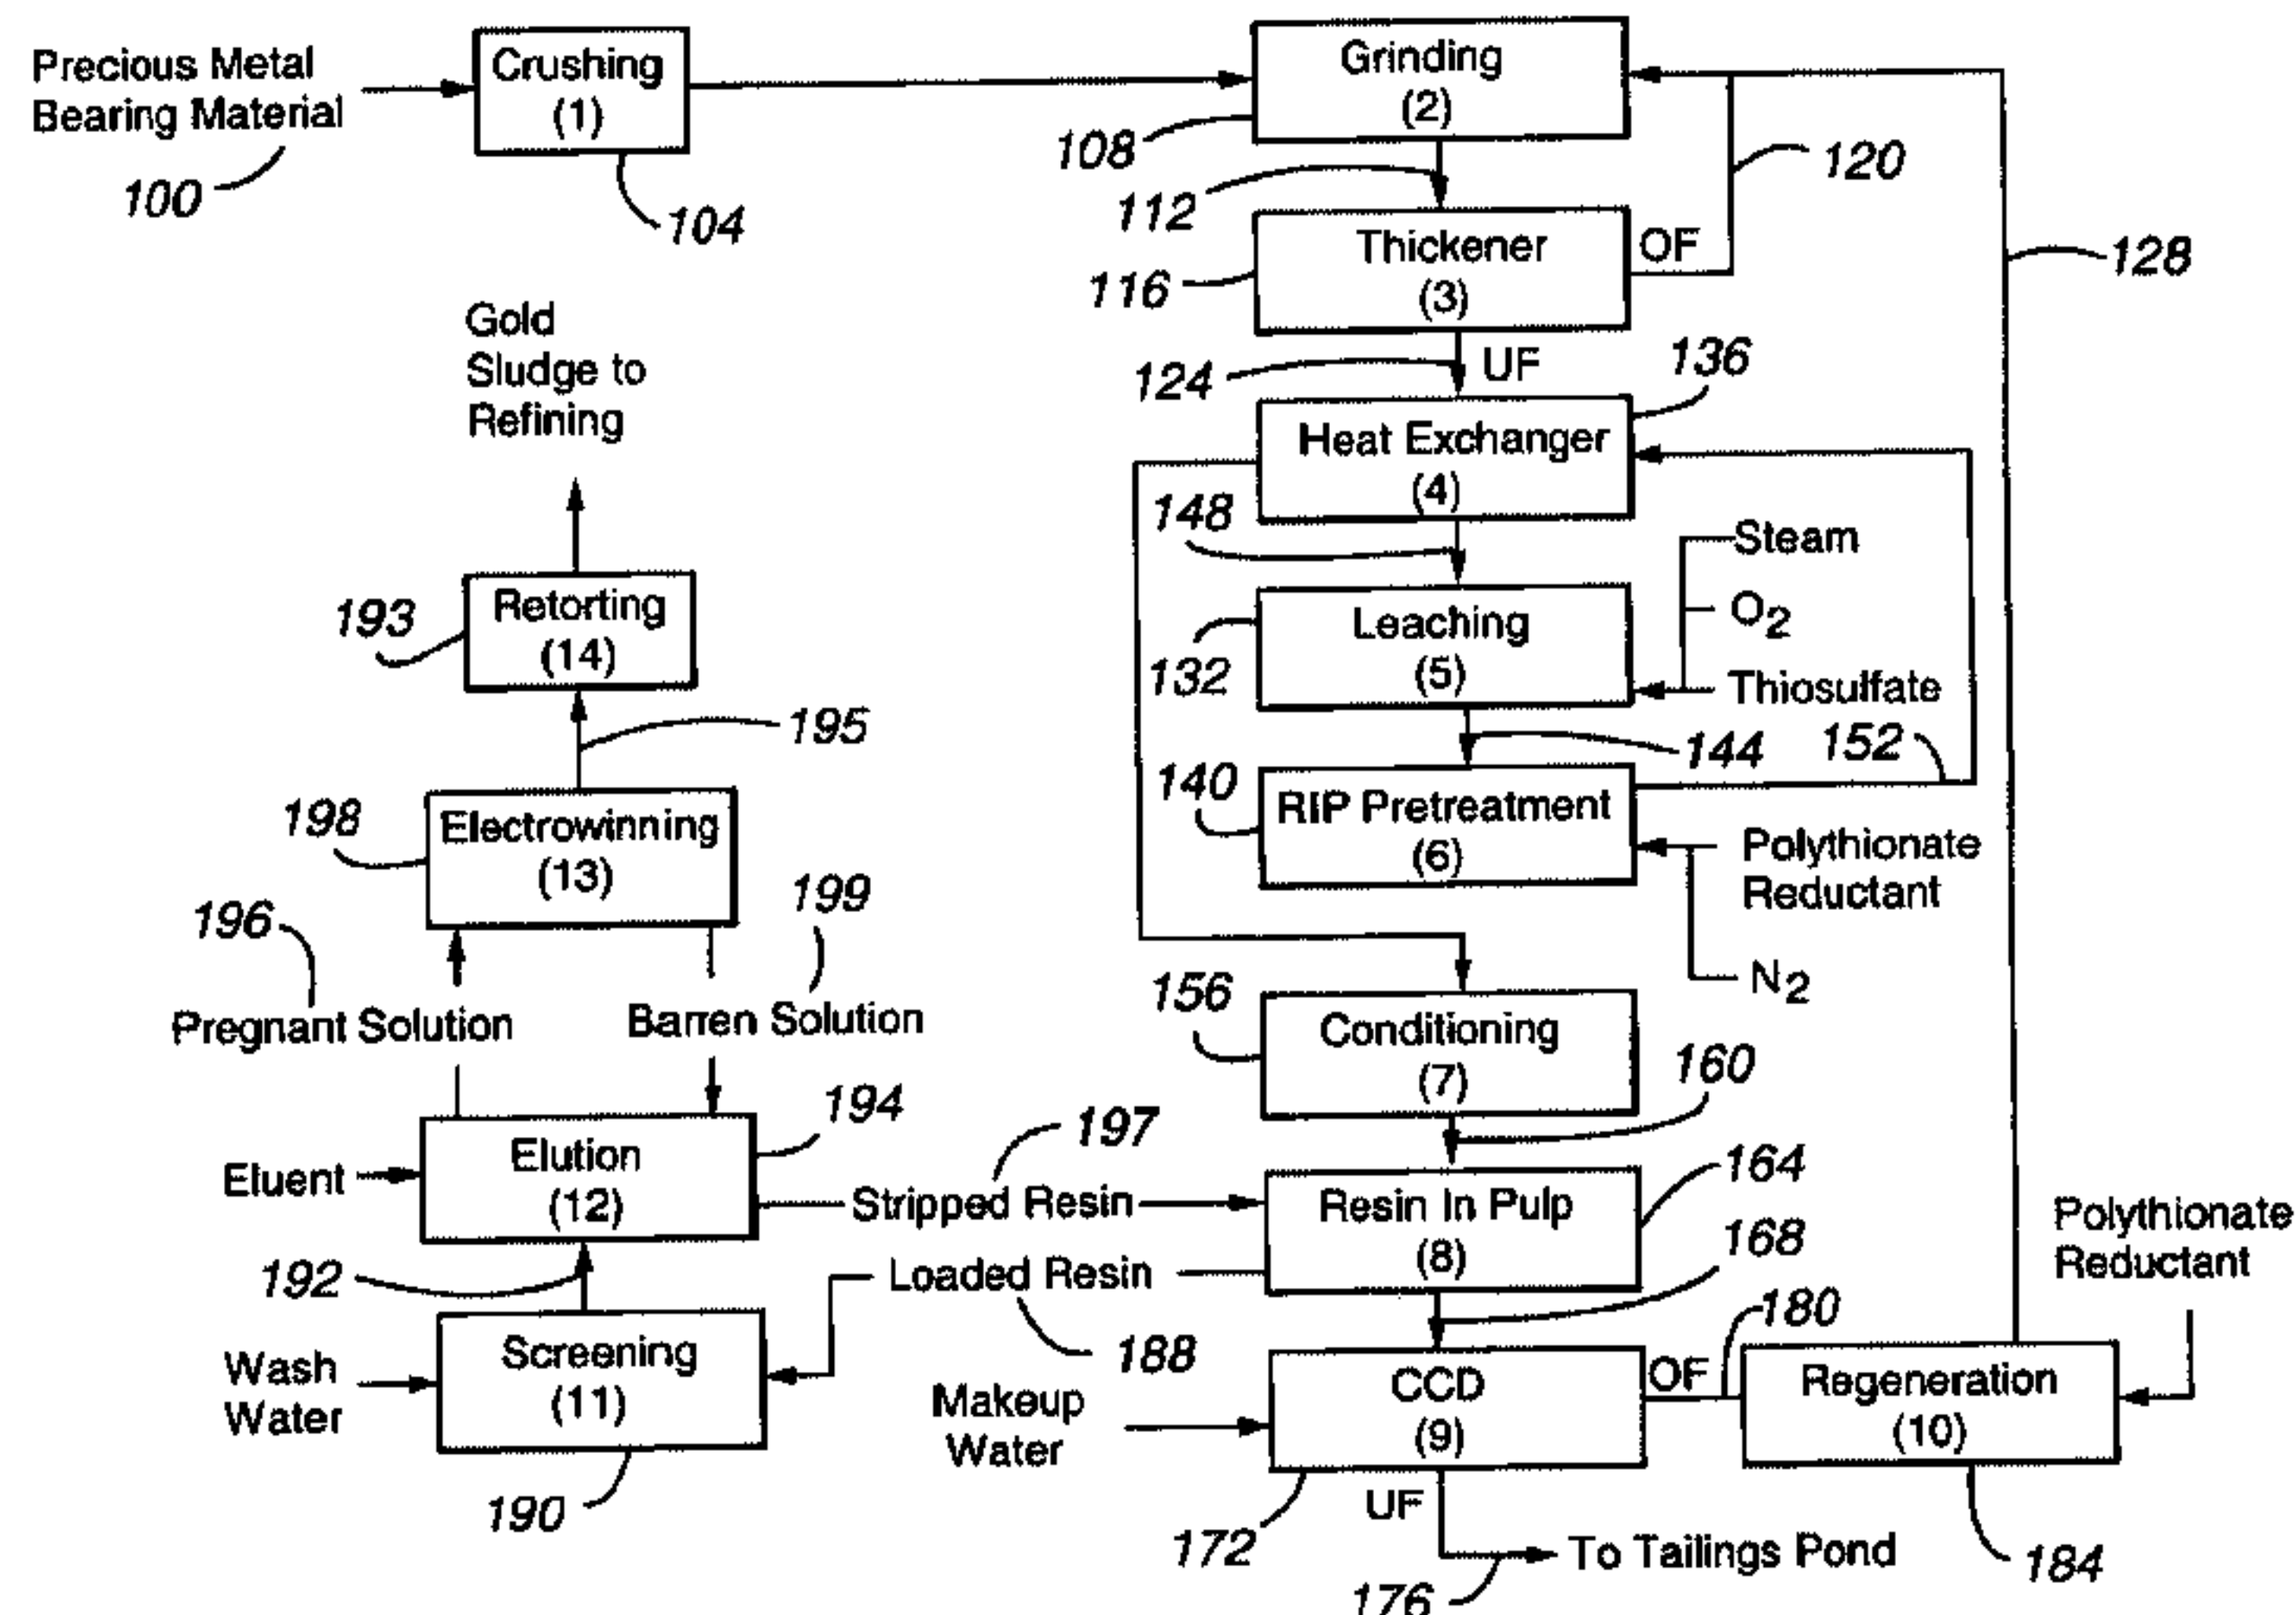 Precious Metal
Bearing Material
100
Crushing
(1)
104
Grinding
(2)
108
112
120
Thickener
(3)
OF
116
128
124
UF
136
Heat Exchanger
(4)
148
Steam
O2
Leaching
(5)
132
Thiosulfate
144
152
140
RIP Pretreatment
(6)
Polythionate
Reductant
N2
156
Conditioning
(7)
160
164
Resin In Pulp
(8)
168
180
Polythionate
Reductant
CCD
(9)
OF
Regeneration
(10)
Makeup
Water
172
UF
To Tailings Pond
176
184
Gold
Sludge to
Refining
193
Retorting
(14)
195
198
Electrowinning
(13)
196
199
Pregnant Solution
Barren Solution
194
Eluent
Elution
(12)
197
Stripped Resin
192
Loaded Resin
188
Wash
Water
Screening
(11)
190